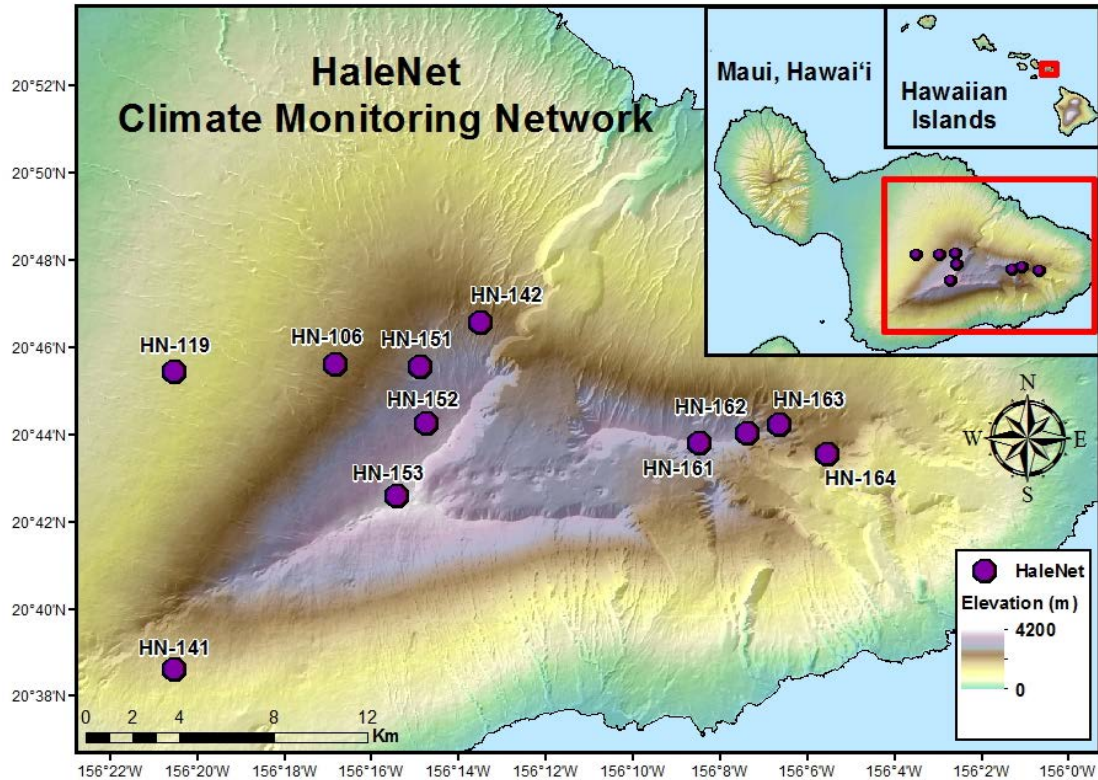 HaleNet
Climate Monitoring Network
Maui, Hawai‘i
Hawaiian
Islands
20°52'N
20°50'N
20°48'N
20°46'N
20°44'N
20°42'N
20°40'N
20°38'N
HN-142
HN-151
HN-106
HN-119
HN-152
HN-163
HN-162
HN-161
HN-164
HN-153
HN-141
N
W
E
S
HaleNet
Elevation (m)
4200
0
0 2 4 8 12
Km
156°22'W 156°20'W 156°18'W 156°16'W 156°14'W 156°12'W 156°10'W 156°8'W 156°6'W 156°4'W 156°2'W 156°0'W